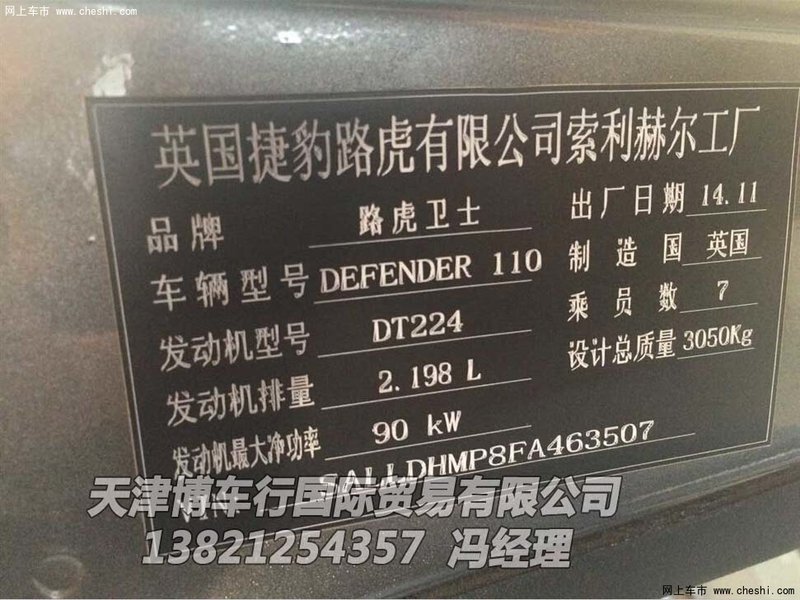 网上车市 www.cheshi.com
英国捷豹路虎有限公司索利赫尔工厂
品牌 路虎卫士 出厂日期 14.11
车辆型号 DEFENDER 110 制造国 英国
发动机型号 DT224 乘员数 7
发动机排量 2.198 L 设计总质量 3050Kg
发动机最大净功率 90 kW
VIN SALLDHMP8FA463507
天津博车行国际贸易有限公司
13821254357 冯经理
网上车市 www.cheshi.com